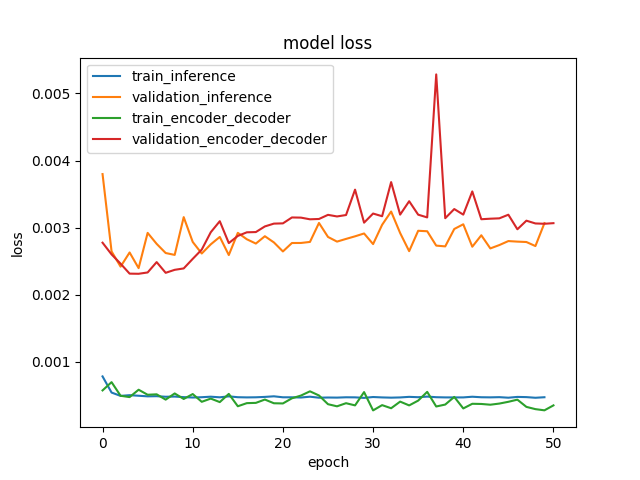 model loss
train_inference
validation_inference
train_encoder_decoder
validation_encoder_decoder
0.005
0.004
0.003
0.002
0.001
loss
0 10 20 30 40 50
epoch